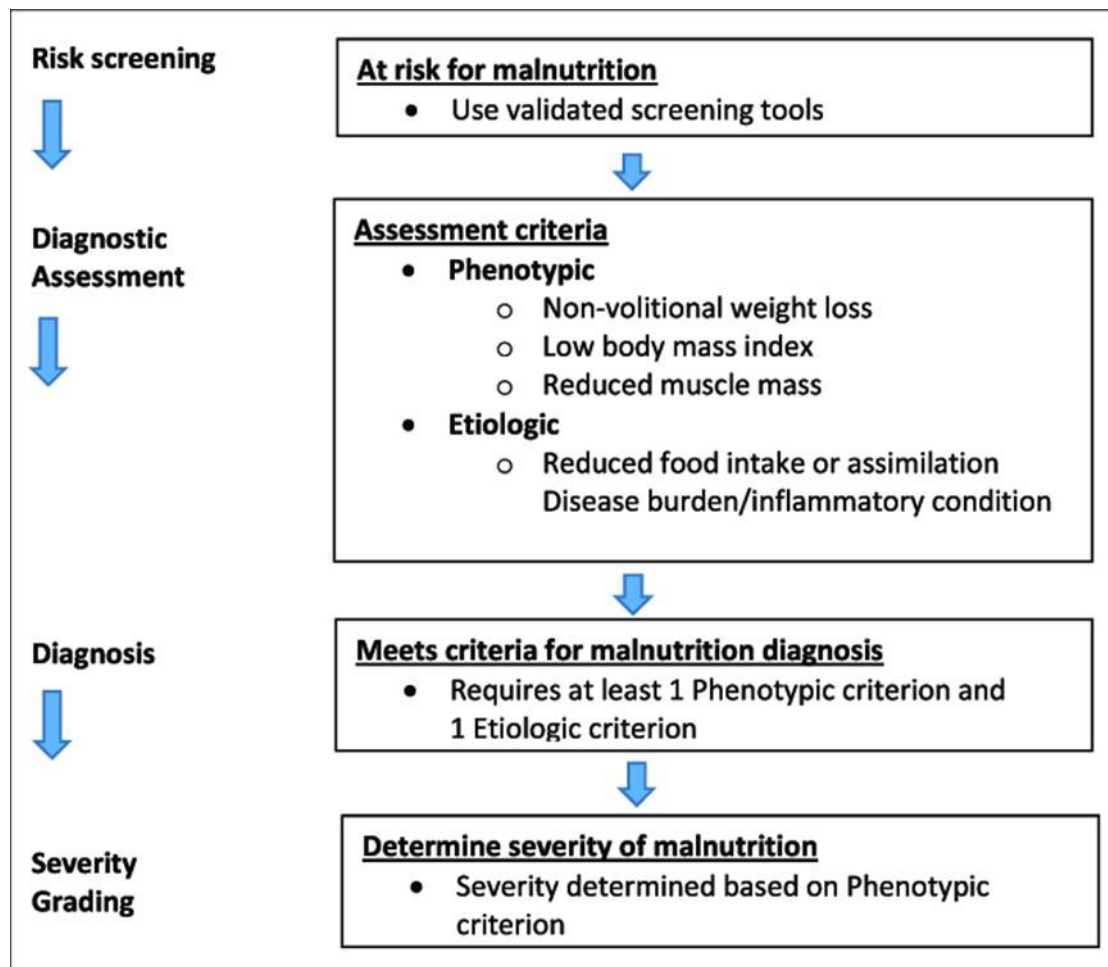 Risk screening
At risk for malnutrition
• Use validated screening tools
Diagnostic
Assessment
Assessment criteria
• Phenotypic
o Non-volitional weight loss
o Low body mass index
o Reduced muscle mass
• Etiologic
o Reduced food intake or assimilation
Disease burden/inflammatory condition
Diagnosis
Meets criteria for malnutrition diagnosis
• Requires at least 1 Phenotypic criterion and
1 Etiologic criterion
Severity
Grading
Determine severity of malnutrition
• Severity determined based on Phenotypic
criterion